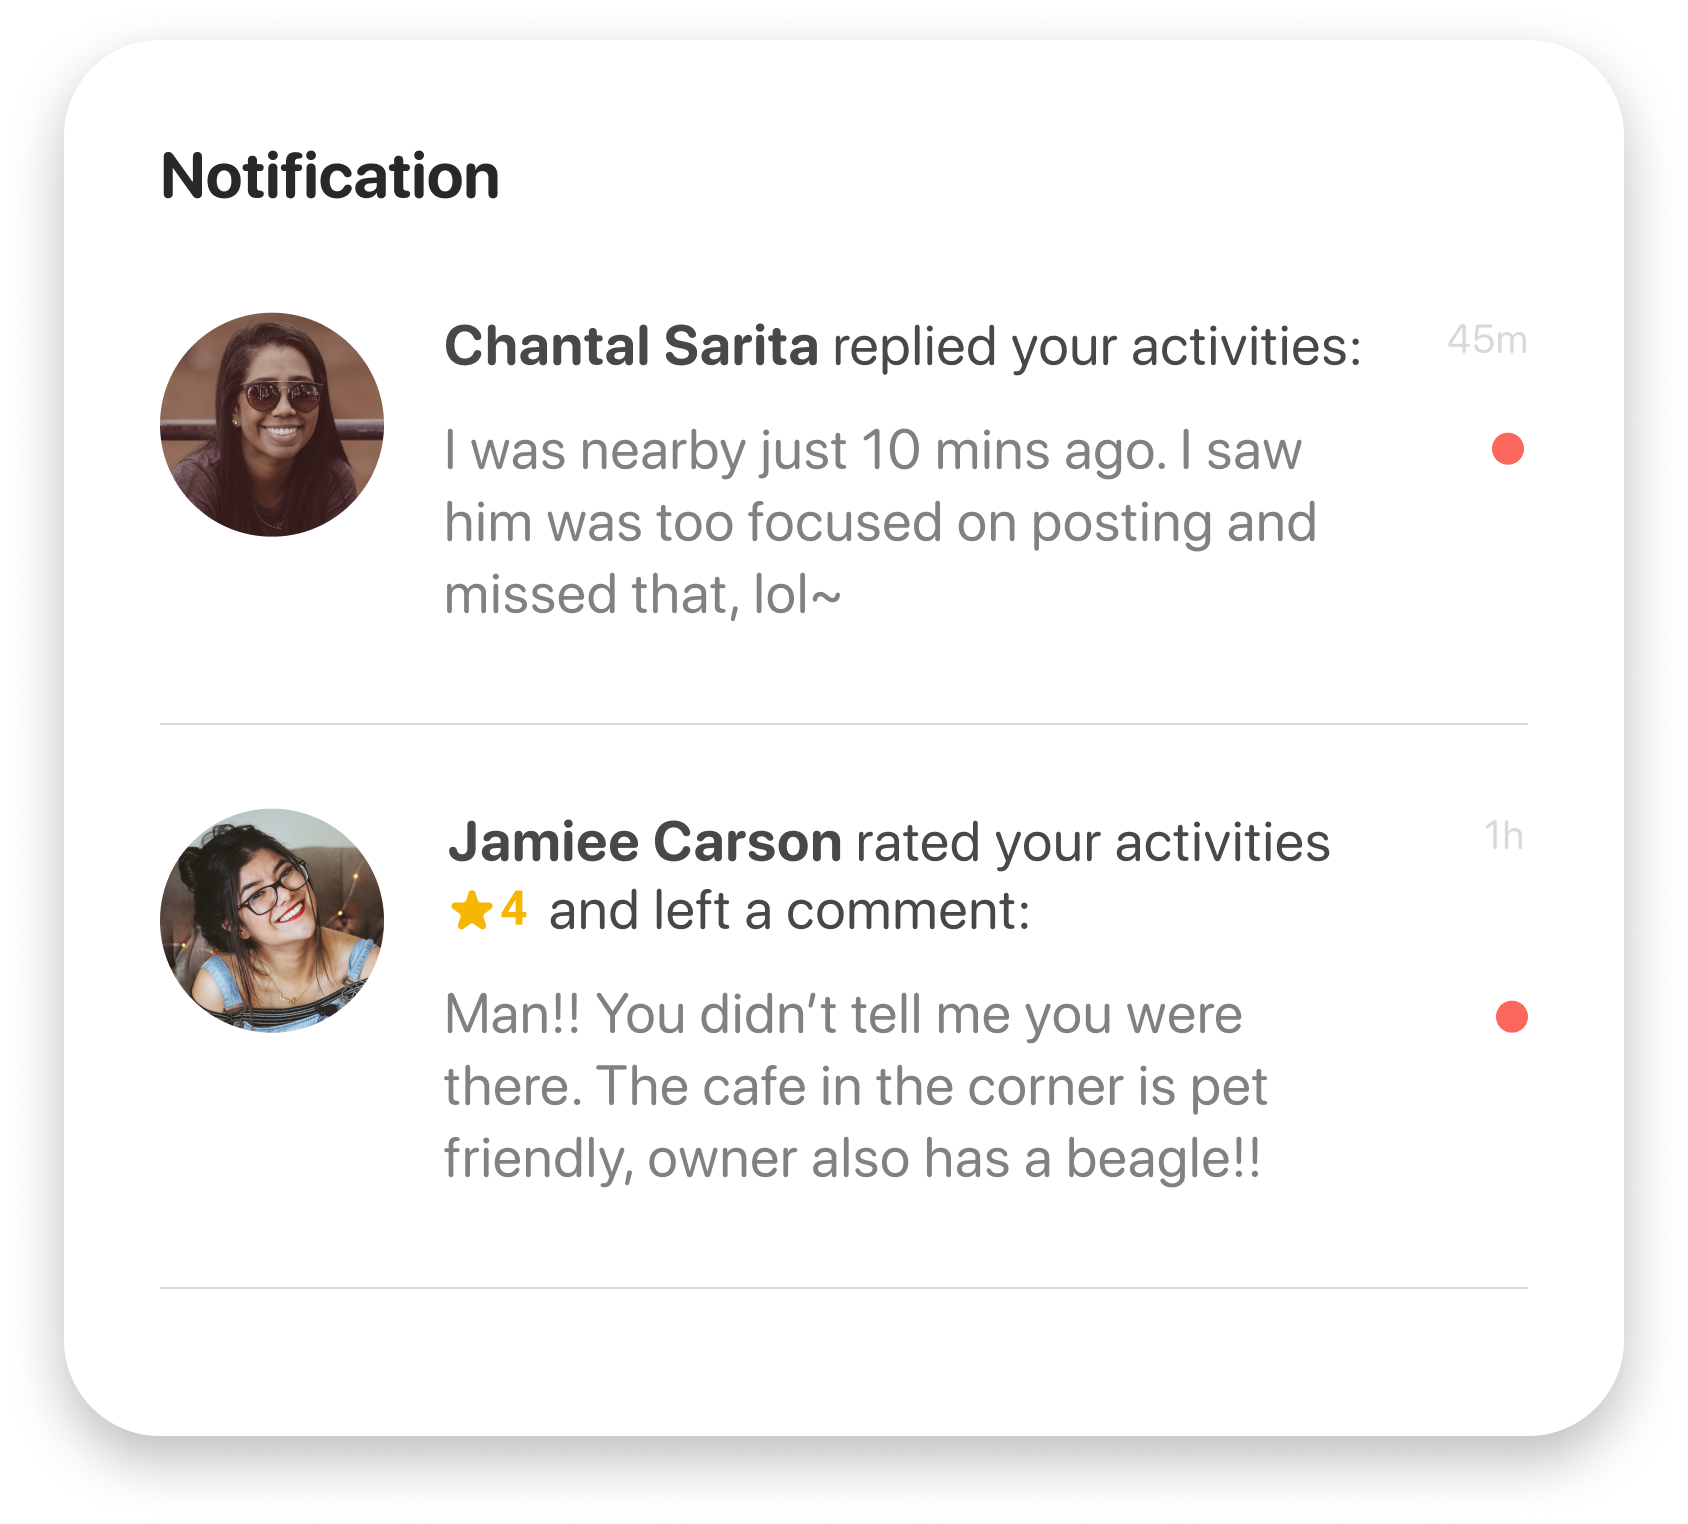 Notification
Chantal Sarita replied your activities:
45m
I was nearby just 10 mins ago. I saw
him was too focused on posting and
missed that, lol~
Jamiee Carson rated your activities
1h
4 and left a comment:
Man!! You didn’t tell me you were
there. The cafe in the corner is pet
friendly, owner also has a beagle!!